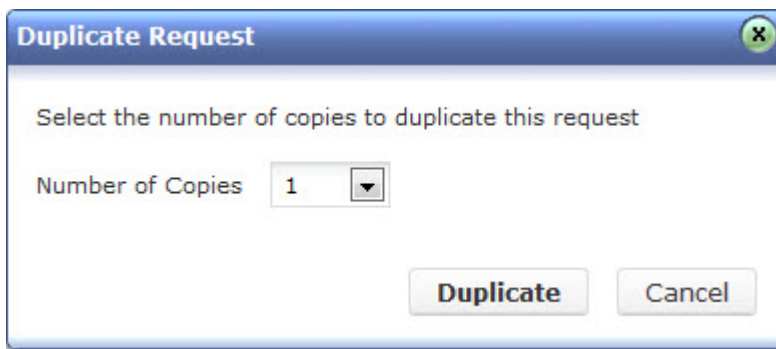 Duplicate Request
Select the number of copies to duplicate this request
Number of Copies 1
Duplicate Cancel